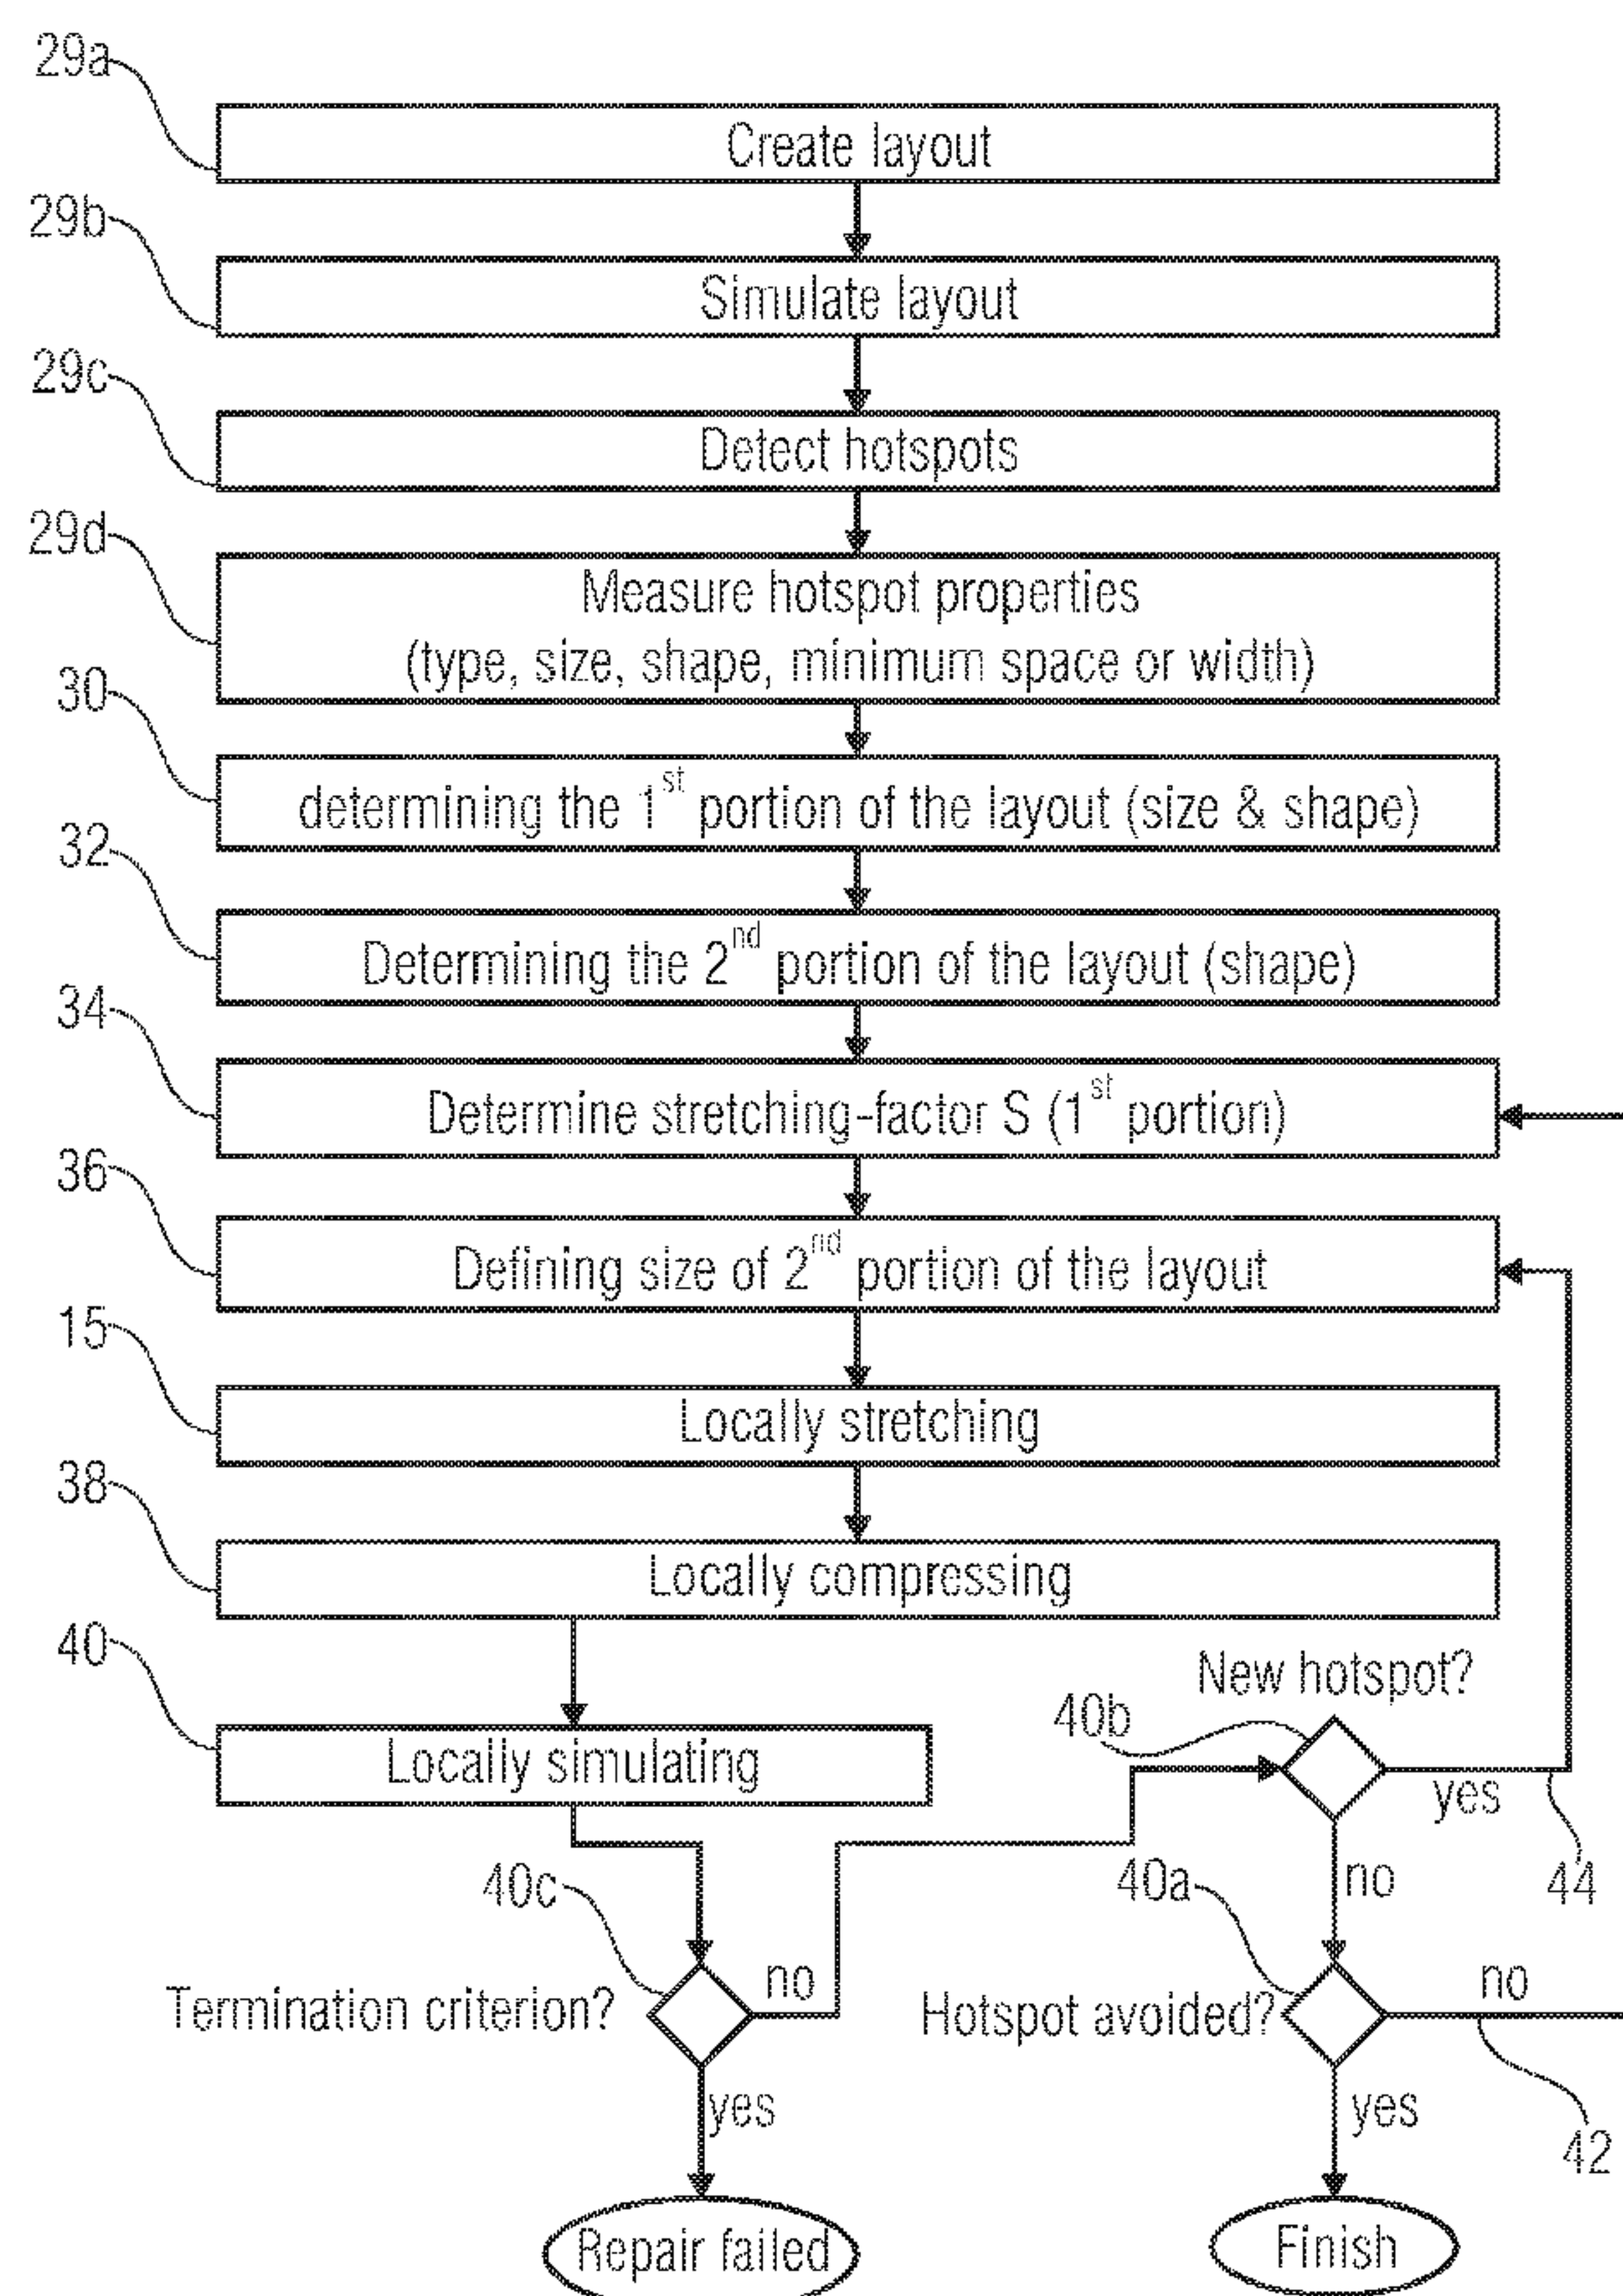 29a
Create layout
29b
Simulate layout
29c
Detect hotspots
29d
Measure hotspot properties
(type, size, shape, minimum space or width)
30
determining the 1st portion of the layout (size & shape)
32
Determining the 2nd portion of the layout (shape)
34
Determine stretching-factor S (1st portion)
36
Defining size of 2nd portion of the layout
15
Locally stretching
38
Locally compressing
40
Locally simulating
New hotspot?
40b
yes
44
no
40c
40a
Termination criterion?
no
Hotspot avoided?
no
42
yes
yes
Repair failed
Finish